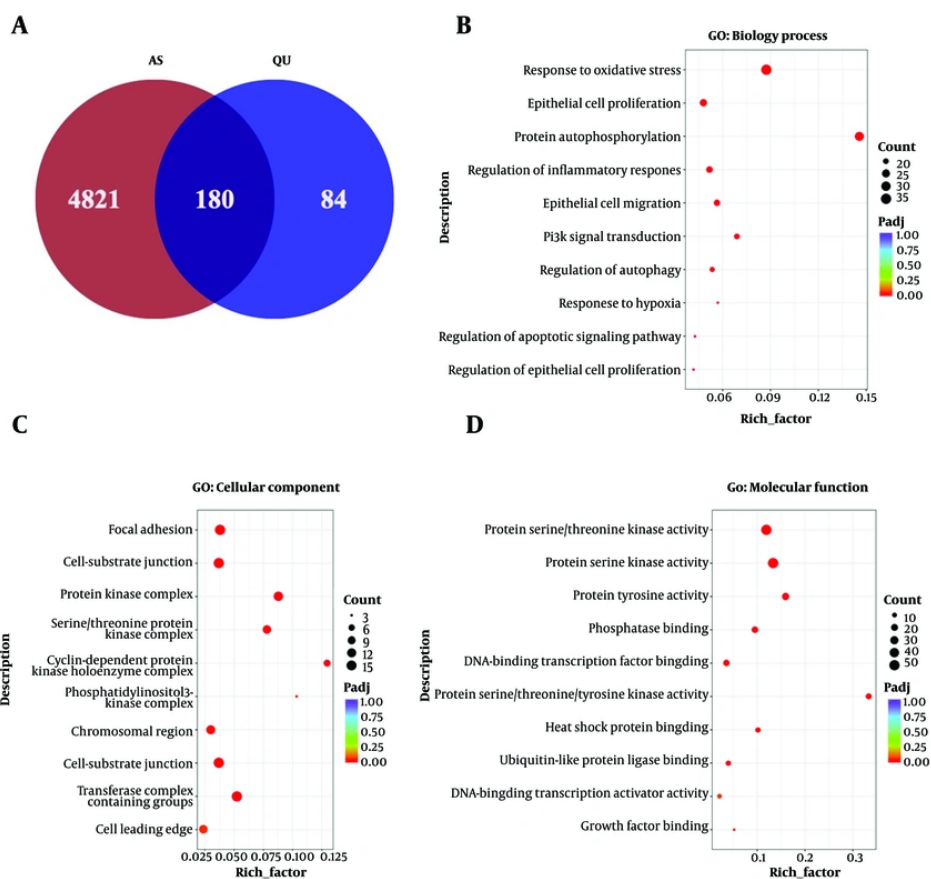 A
AS
QU
4821
180
84
B
GO: Biology process
Response to oxidative stress
Epithelial cell proliferation
Protein autophosphorylation
Regulation of inflammatory respones
Epithelial cell migration
Pi3k signal transduction
Regulation of autophagy
Responese to hypoxia
Regulation of apoptotic signaling pathway
Regulation of epithelial cell proliferation
Description
0.06
0.09
0.12
0.15
Rich_factor
Count
20
25
30
35
Padj
1.00
0.75
0.50
0.25
0.00
C
GO: Cellular component
Focal adhesion
Cell-substrate junction
Protein kinase complex
Serine/threonine protein
kinase complex
Cyclin-dependent protein
kinase holoenzyme complex
Phosphatidylinositol3-
kinase complex
Chromosomal region
Cell-substrate junction
Transferase complex
containing groups
Cell leading edge
Description
0.025
0.050
0.075
0.100
0.125
Rich_factor
Count
3
6
9
12
15
Padj
1.00
0.75
0.50
0.25
0.00
D
Go: Molecular function
Protein serine/threonine kinase activity
Protein serine kinase activity
Protein tyrosine activity
Phosphatase binding
DNA-binding transcription factor bingding
Protein serine/threonine/tyrosine kinase activity
Heat shock protein bingding
Ubiquitin-like protein ligase binding
DNA-bingding transcription activator activity
Growth factor binding
Description
0.1
0.2
0.3
Rich_factor
Count
10
20
30
40
50
Padj
1.00
0.75
0.50
0.25
0.00